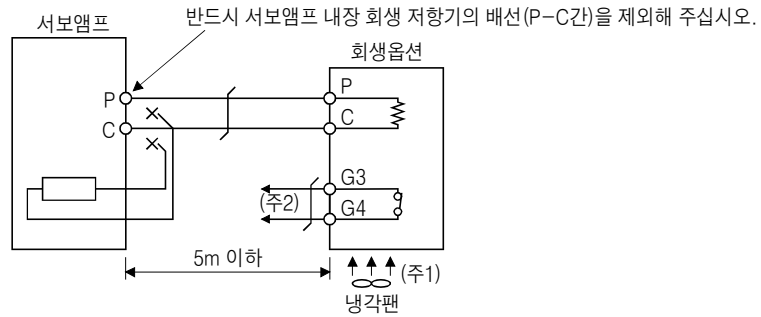 반드시 서보앰프 내장 회생 저항기의 배선(P-C간)을 제외해 주십시오.
서보앰프
회생옵션
P
P
C
C
G3
(주2)
G4
5m 이하
(주1)
냉각팬